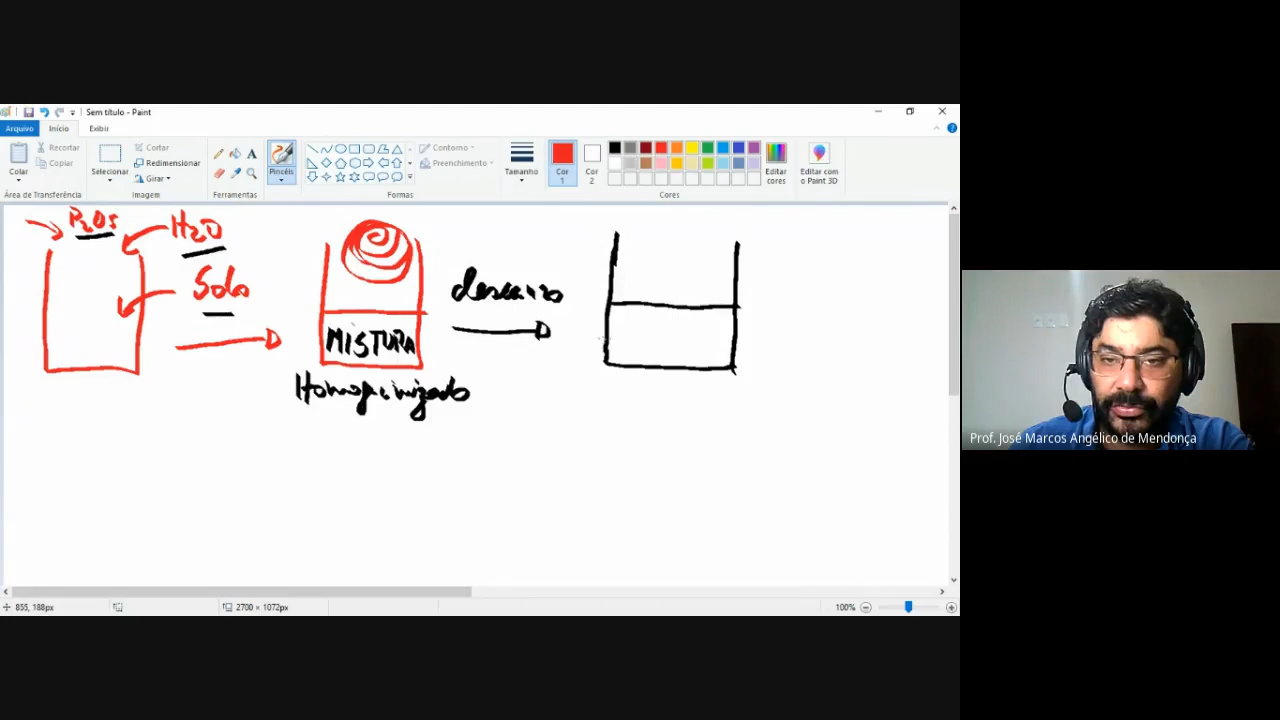 Sem título - Paint
Arquivo
Início
Exibir
Colar
Recortar
Copiar
Área de Transferência
Selecionar
Cortar
Redimensionar
Girar
Imagem
A
Ferramentas
Pincéis
Contorno
Preenchimento
Formas
Tamanho
Cor 1
Cor 2
Editar cores
Editar com o Paint 3D
Cores
P2O5
H2O
Solo
MISTURA
Homogeinizado
descanso
Prof. José Marcos Angélico de Mendonça
855, 188px
2700 × 1072px
100%